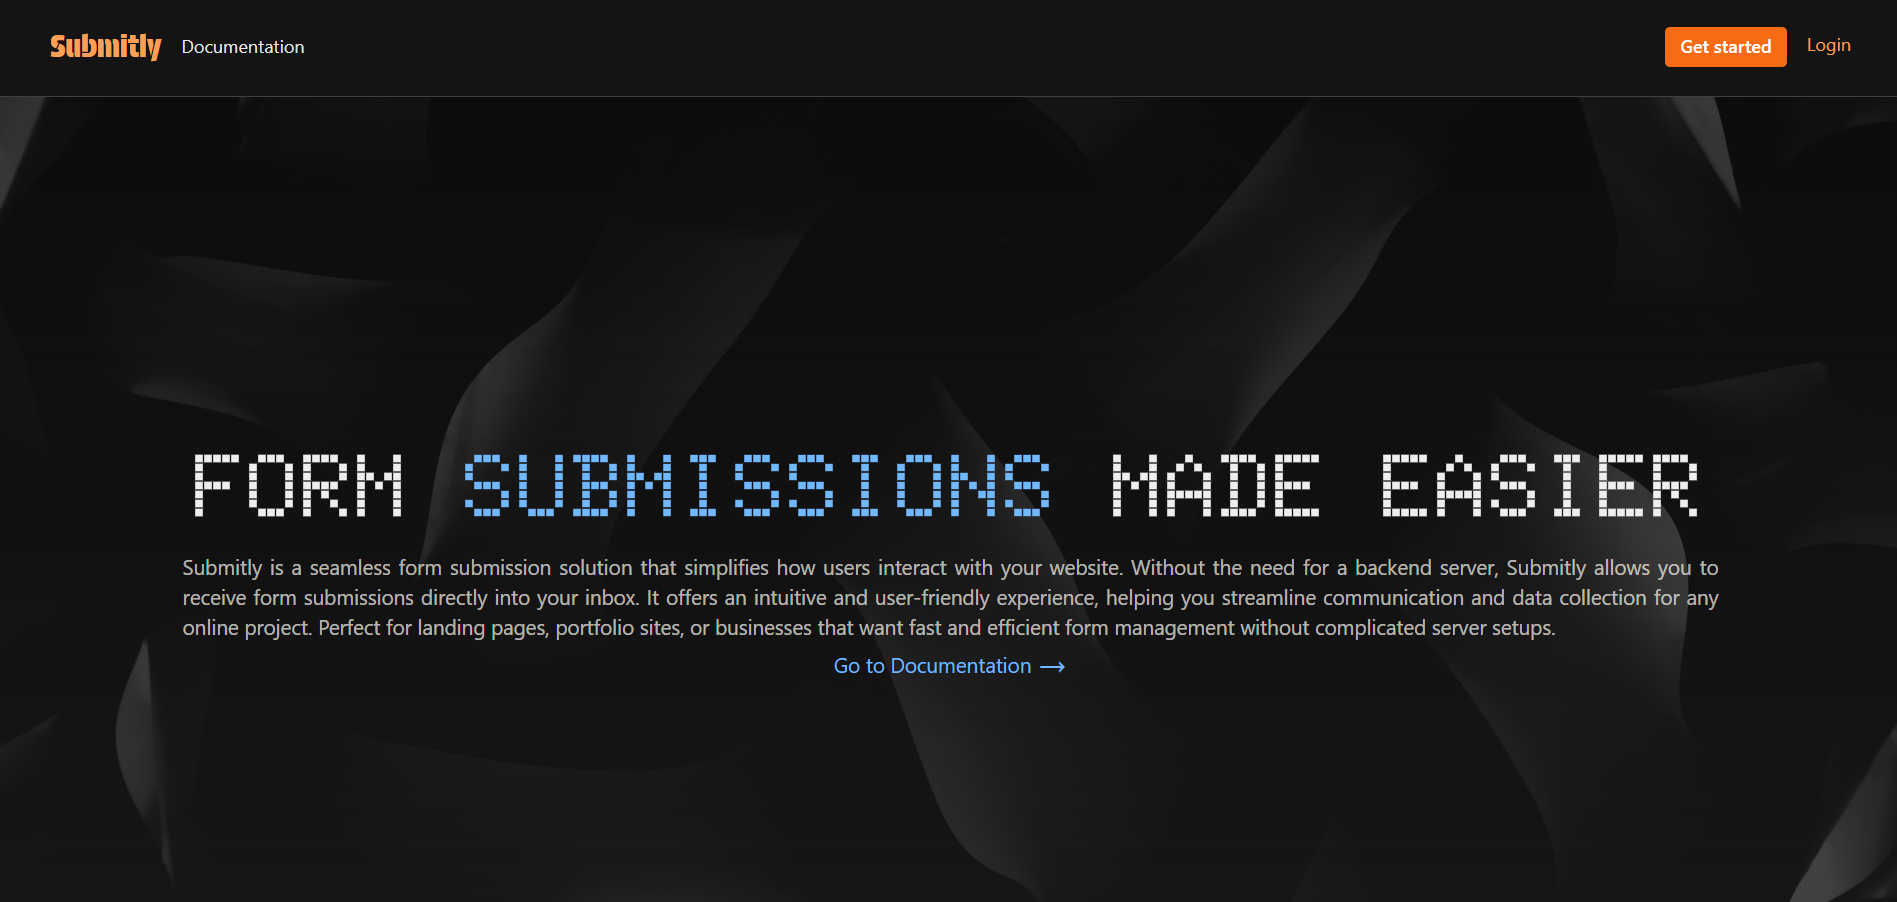 Submitly Documentation Get started Login
FORM SUBMISSIONS MADE EASIER
Submitly is a seamless form submission solution that simplifies how users interact with your website. Without the need for a backend server, Submitly allows you to
receive form submissions directly into your inbox. It offers an intuitive and user-friendly experience, helping you streamline communication and data collection for any
online project. Perfect for landing pages, portfolio sites, or businesses that want fast and efficient form management without complicated server setups.
Go to Documentation ⟶